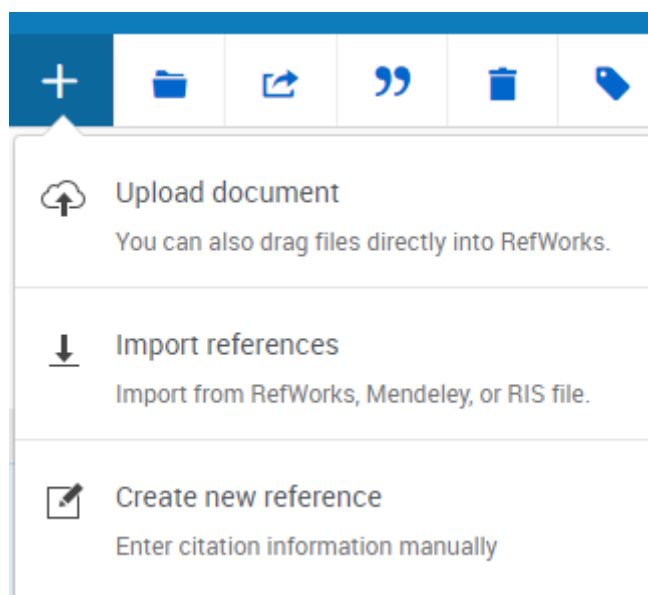 Upload document
You can also drag files directly into RefWorks.
Import references
Import from RefWorks, Mendeley, or RIS file.
Create new reference
Enter citation information manually